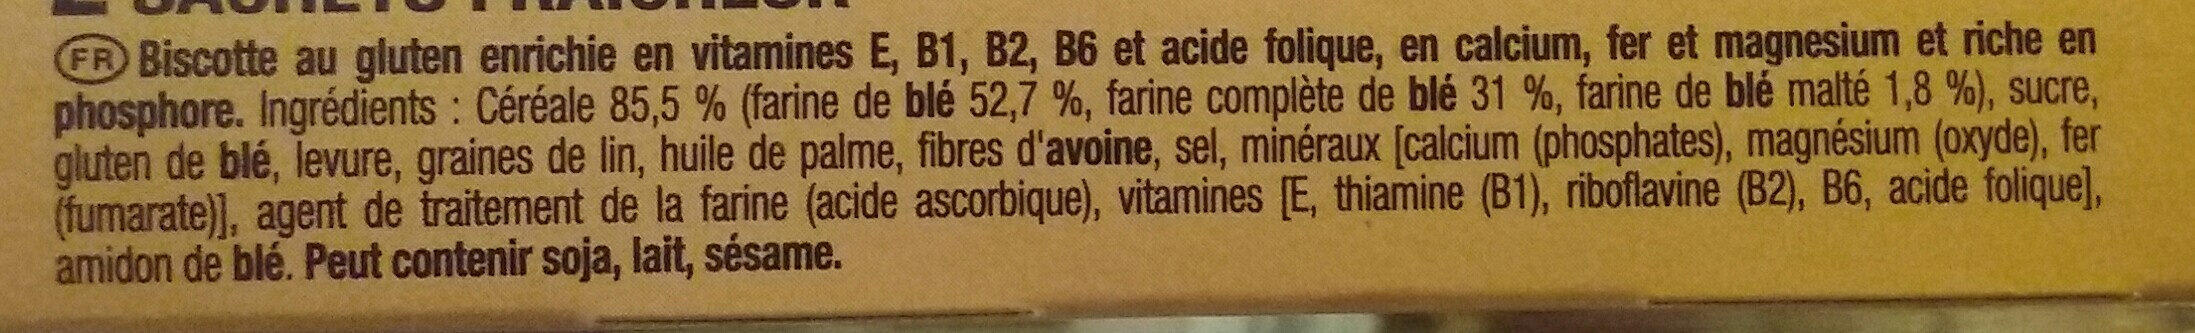 2 SACHETS FRAÎCHEUR
FR Biscotte au gluten enrichie en vitamines E, B1, B2, B6 et acide folique, en calcium, fer et magnesium et riche en
phosphore. Ingrédients : Céréale 85,5 % (farine de blé 52,7 %, farine complète de blé 31 %, farine de blé malté 1,8 %), sucre,
gluten de blé, levure, graines de lin, huile de palme, fibres d'avoine, sel, minéraux [calcium (phosphates), magnésium (oxyde), fer
(fumarate)], agent de traitement de la farine (acide ascorbique), vitamines [E, thiamine (B1), riboflavine (B2), B6, acide folique],
amidon de blé. Peut contenir soja, lait, sésame.